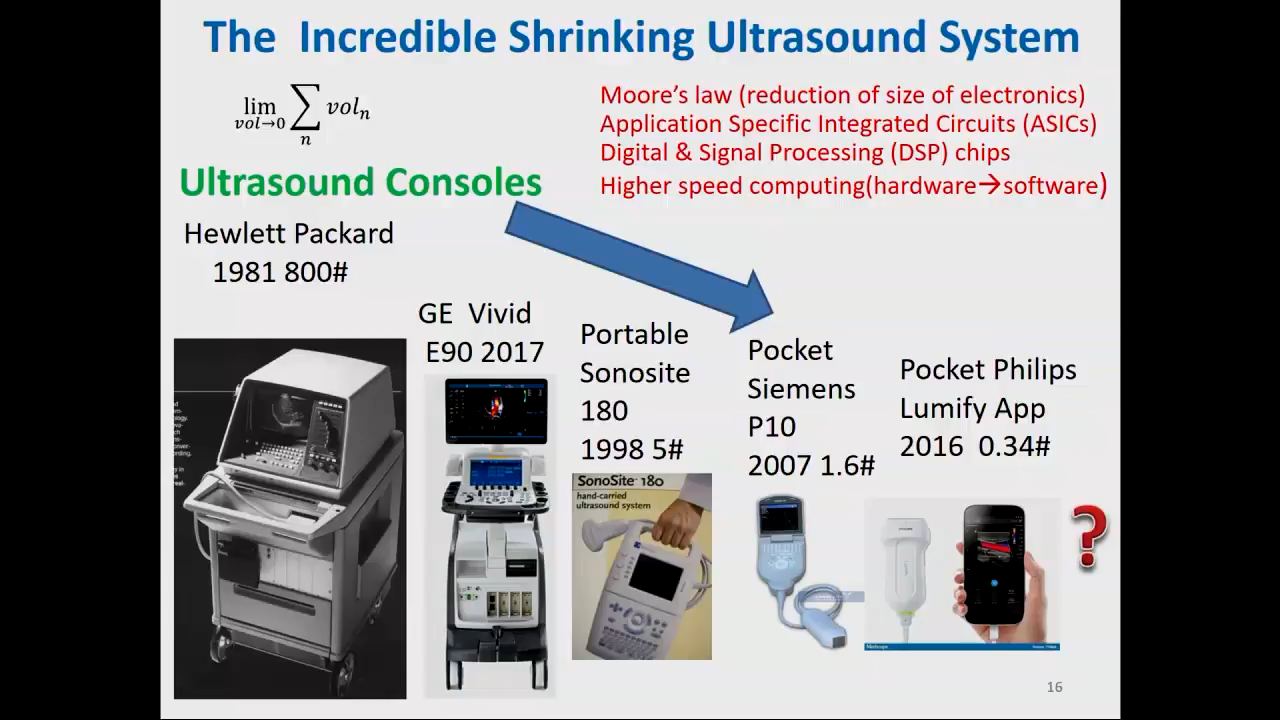 The Incredible Shrinking Ultrasound System
lim vol→0 ∑ n vol n
Moore's law (reduction of size of electronics)
Application Specific Integrated Circuits (ASICs)
Digital & Signal Processing (DSP) chips
Higher speed computing(hardware→software)
Ultrasound Consoles
Hewlett Packard
1981 800#
GE Vivid
E90 2017
Portable
Sonosite
180
1998 5#
Pocket
Siemens
P10
2007 1.6#
Pocket Philips
Lumify App
2016 0.34#
SonoSite 180
hand-carried
ultrasound system
PHILIPS
?
16